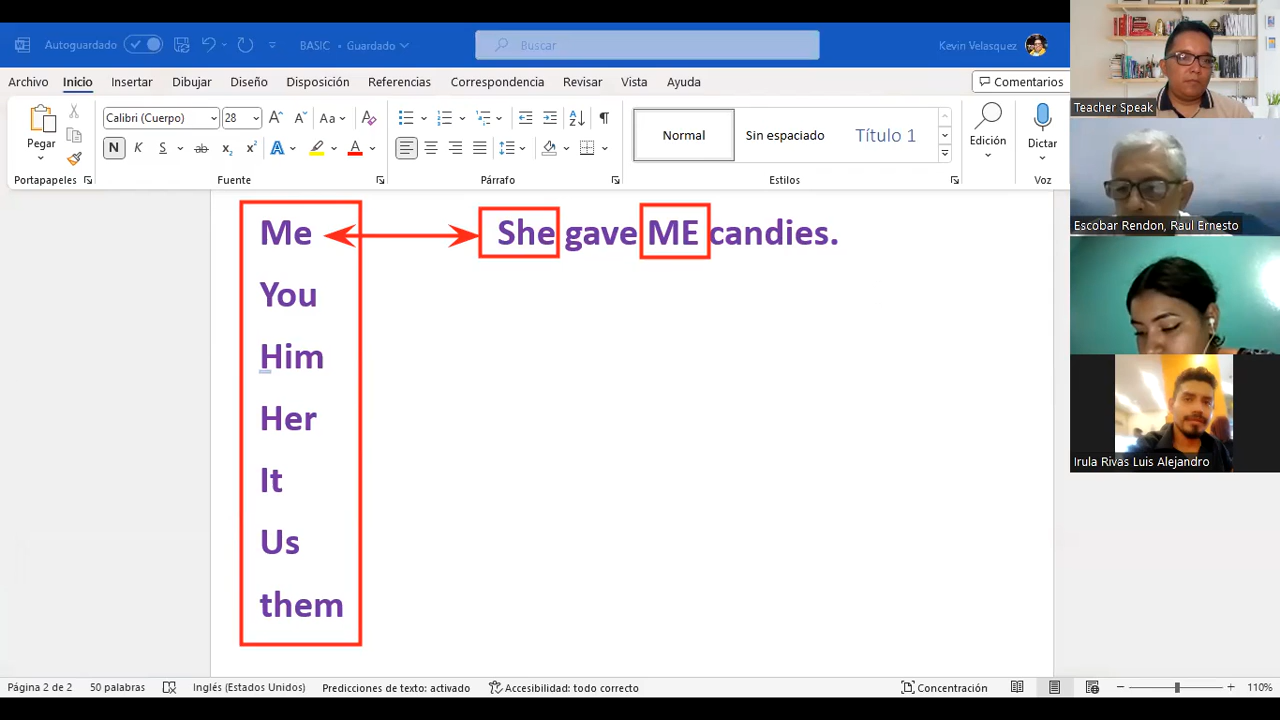 Autoguardado
BASIC • Guardado
Buscar
Kevin Velasquez
Archivo Inicio Insertar Dibujar Diseño Disposición Referencias Correspondencia Revisar Vista Ayuda
Comentarios
Pegar
Calibri (Cuerpo) 28
Normal
Sin espaciado
Título 1
Edición
Dictar
Portapapeles Fuente Párrafo Estilos Voz
Me She gave ME candies.
You
Him
Her
It
Us
them
Teacher Speak
Escobar Rendon, Raul Ernesto
Irula Rivas Luis Alejandro
Página 2 de 2 50 palabras Inglés (Estados Unidos) Predicciones de texto: activado Accesibilidad: todo correcto Concentración 110%